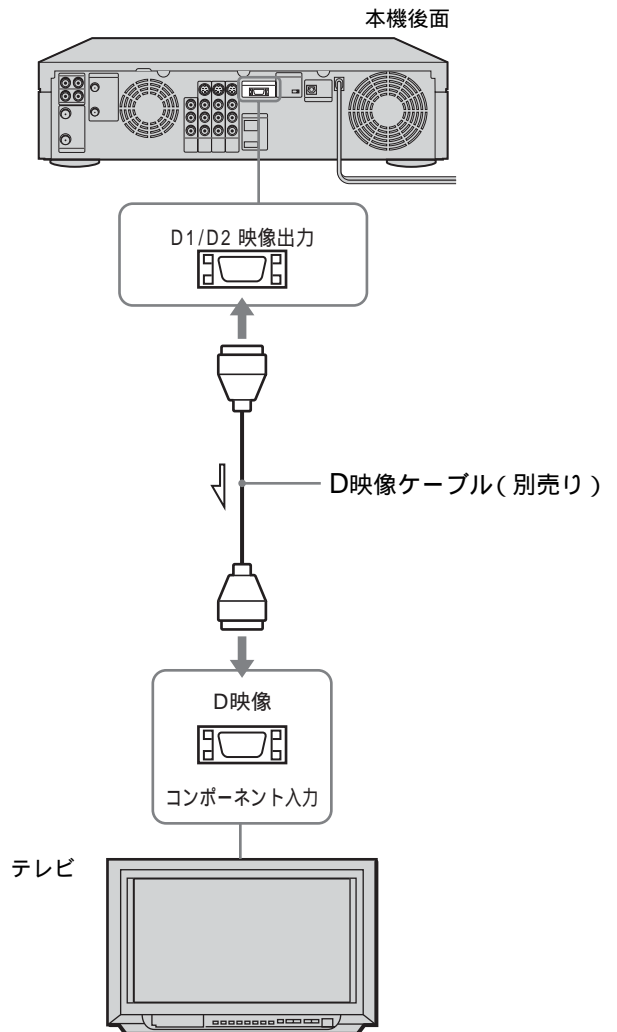 本機後面
D1/D2 映像出力
D映像ケーブル(別売り)
D映像
コンポーネント入力
テレビ